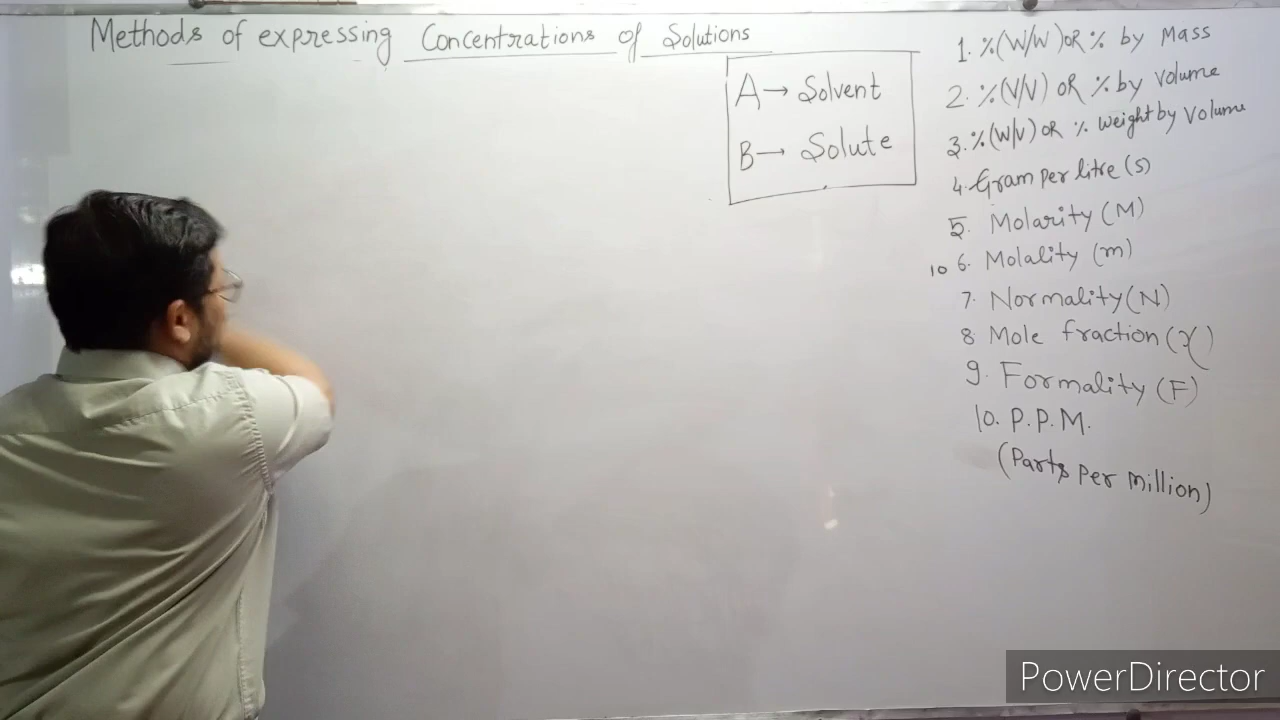 Methods of expressing Concentrations of Solutions
A → Solvent
B → Solute
1. %(W/W) OR % by Mass
2. %(V/V) OR % by Volume
3. %(W/V) OR % Weight by Volume
4. Gram per litre (s)
5. Molarity (M)
10 6. Molality (m)
7. Normality (N)
8 Mole fraction (χ)
9. Formality (F)
10. P.P.M.
(Parts per million)
PowerDirector